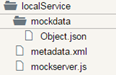 localService
mockdata
Object.json
metadata.xml
mockserver.js